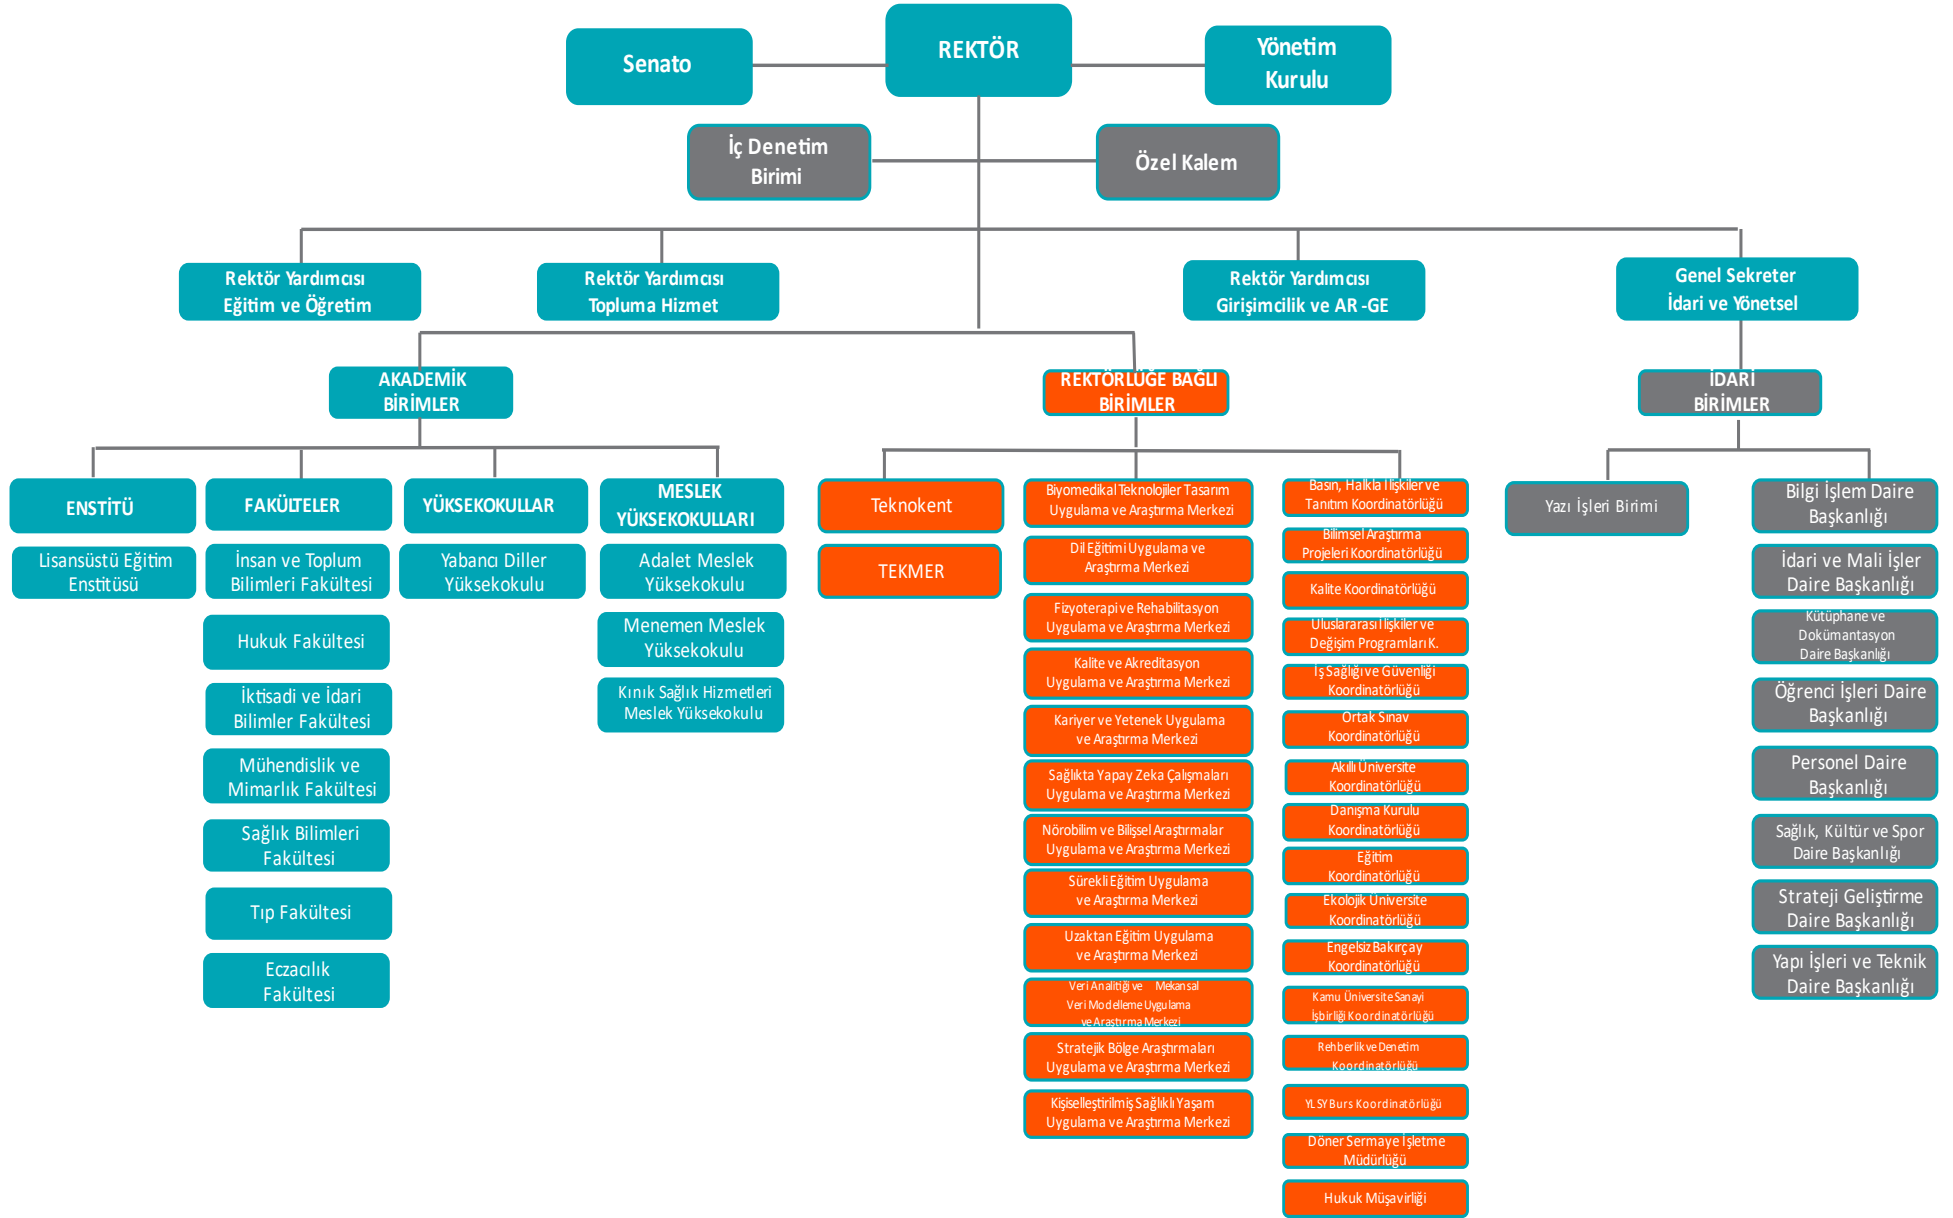 Senato
REKTÖR
Yönetim
Kurulu
İç Denetim
Birimi
Özel Kalem
Rektör Yardımcısı
Eğitim ve Öğretim
Rektör Yardımcısı
Topluma Hizmet
Rektör Yardımcısı
Girişimcilik ve AR -GE
Genel Sekreter
İdari ve Yönetsel
AKADEMİK
BİRİMLER
REKTÖRLÜĞE BAĞLI
BİRİMLER
İDARİ
BİRİMLER
ENSTİTÜ
Lisansüstü Eğitim
Enstitüsü
FAKÜLTELER
İnsan ve Toplum
Bilimleri Fakültesi
Hukuk Fakültesi
İktisadi ve İdari
Bilimler Fakültesi
Mühendislik ve
Mimarlık Fakültesi
Sağlık Bilimleri
Fakültesi
Tıp Fakültesi
Eczacılık
Fakültesi
YÜKSEKOKULLAR
Yabancı Diller
Yüksekokulu
MESLEK
YÜKSEKOKULLARI
Adalet Meslek
Yüksekokulu
Menemen Meslek
Yüksekokulu
Kınık Sağlık Hizmetleri
Meslek Yüksekokulu
Teknokent
TEKMER
Biyomedikal Teknolojiler Tasarım
Uygulama ve Araştırma Merkezi
Dil Eğitimi Uygulama ve
Araştırma Merkezi
Fizyoterapi ve Rehabilitasyon
Uygulama ve Araştırma Merkezi
Kalite ve Akreditasyon
Uygulama ve Araştırma Merkezi
Kariyer ve Yetenek Uygulama
ve Araştırma Merkezi
Sağlıkta Yapay Zeka Çalışmaları
Uygulama ve Araştırma Merkezi
Nörobilim ve Bilişsel Araştırmalar
Uygulama ve Araştırma Merkezi
Sürekli Eğitim Uygulama
ve Araştırma Merkezi
Uzaktan Eğitim Uygulama
ve Araştırma Merkezi
Veri Analitiği ve Mekansal
Veri Modelleme Uygulama
ve Araştırma Merkezi
Stratejik Bölge Araştırmaları
Uygulama ve Araştırma Merkezi
Kişiselleştirilmiş Sağlıklı Yaşam
Uygulama ve Araştırma Merkezi
Basın, Halkla İlişkiler ve
Tanıtım Koordinatörlüğü
Bilimsel Araştırma
Projeleri Koordinatörlüğü
Kalite Koordinatörlüğü
Uluslararası İlişkiler ve
Değişim Programları K.
İş Sağlığı ve Güvenliği
Koordinatörlüğü
Ortak Sınav
Koordinatörlüğü
Akıllı Üniversite
Koordinatörlüğü
Danışma Kurulu
Koordinatörlüğü
Eğitim
Koordinatörlüğü
Ekolojik Üniversite
Koordinatörlüğü
Engelsiz Bakırçay
Koordinatörlüğü
Kamu Üniversite Sanayi
İşbirliği Koordinatörlüğü
Rehberlik ve Denetim
Koordinatörlüğü
YLSY Burs Koordinatörlüğü
Döner Sermaye İşletme
Müdürlüğü
Hukuk Müşavirliği
Yazı İşleri Birimi
Bilgi İşlem Daire
Başkanlığı
İdari ve Mali İşler
Daire Başkanlığı
Kütüphane ve
Dokümantasyon
Daire Başkanlığı
Öğrenci İşleri Daire
Başkanlığı
Personel Daire
Başkanlığı
Sağlık, Kültür ve Spor
Daire Başkanlığı
Strateji Geliştirme
Daire Başkanlığı
Yapı İşleri ve Teknik
Daire Başkanlığı